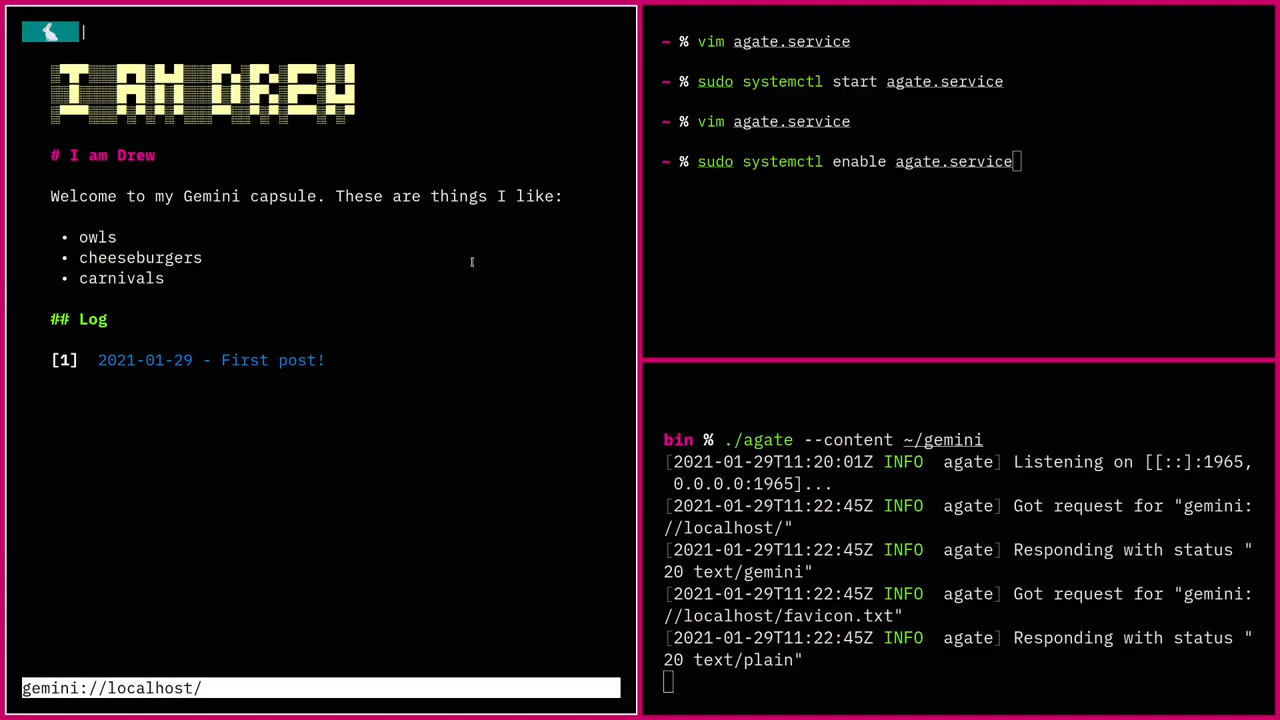 I AM DREW
# I am Drew
Welcome to my Gemini capsule. These are things I like:
• owls
• cheeseburgers
• carnivals
## Log
[1]  2021-01-29 - First post!
gemini://localhost/
~ % vim agate.service
~ % sudo systemctl start agate.service
~ % vim agate.service
~ % sudo systemctl enable agate.service
bin % ./agate --content ~/gemini
[2021-01-29T11:20:01Z INFO  agate] Listening on [[::]:1965,
0.0.0.0:1965]...
[2021-01-29T11:22:45Z INFO  agate] Got request for "gemini:
//localhost/"
[2021-01-29T11:22:45Z INFO  agate] Responding with status "
20 text/gemini"
[2021-01-29T11:22:45Z INFO  agate] Got request for "gemini:
//localhost/favicon.txt"
[2021-01-29T11:22:45Z INFO  agate] Responding with status "
20 text/plain"